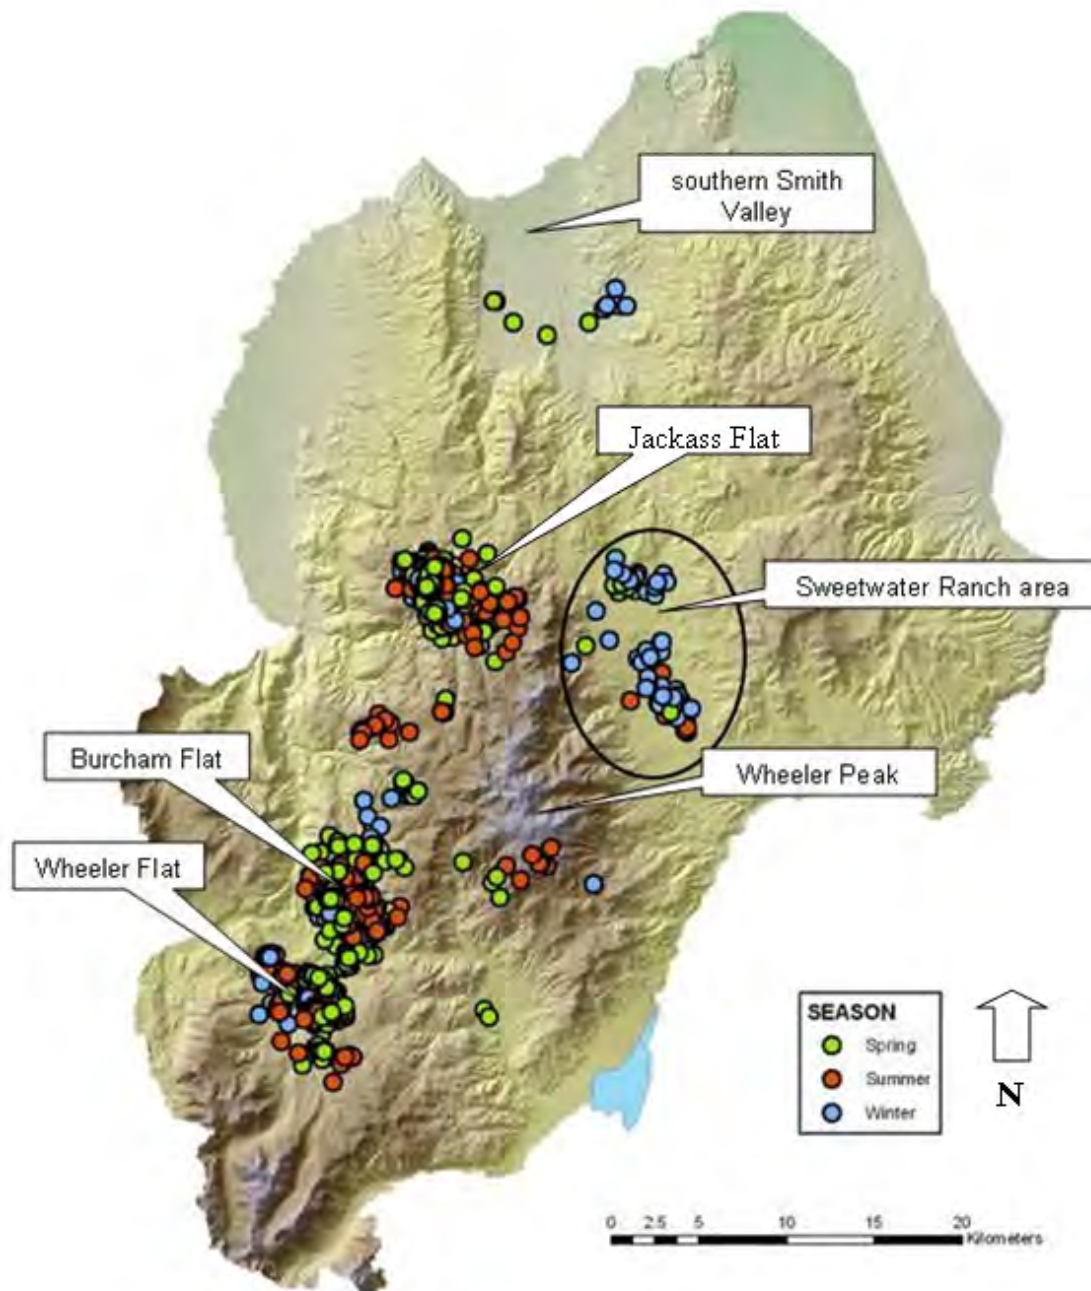 southern Smith
Valley
Jackass Flat
Sweetwater Ranch area
Burcham Flat
Wheeler Peak
Wheeler Flat
SEASON
Spring
Summer
Winter
N
0 2.5 5 10 15 20
Kilometers